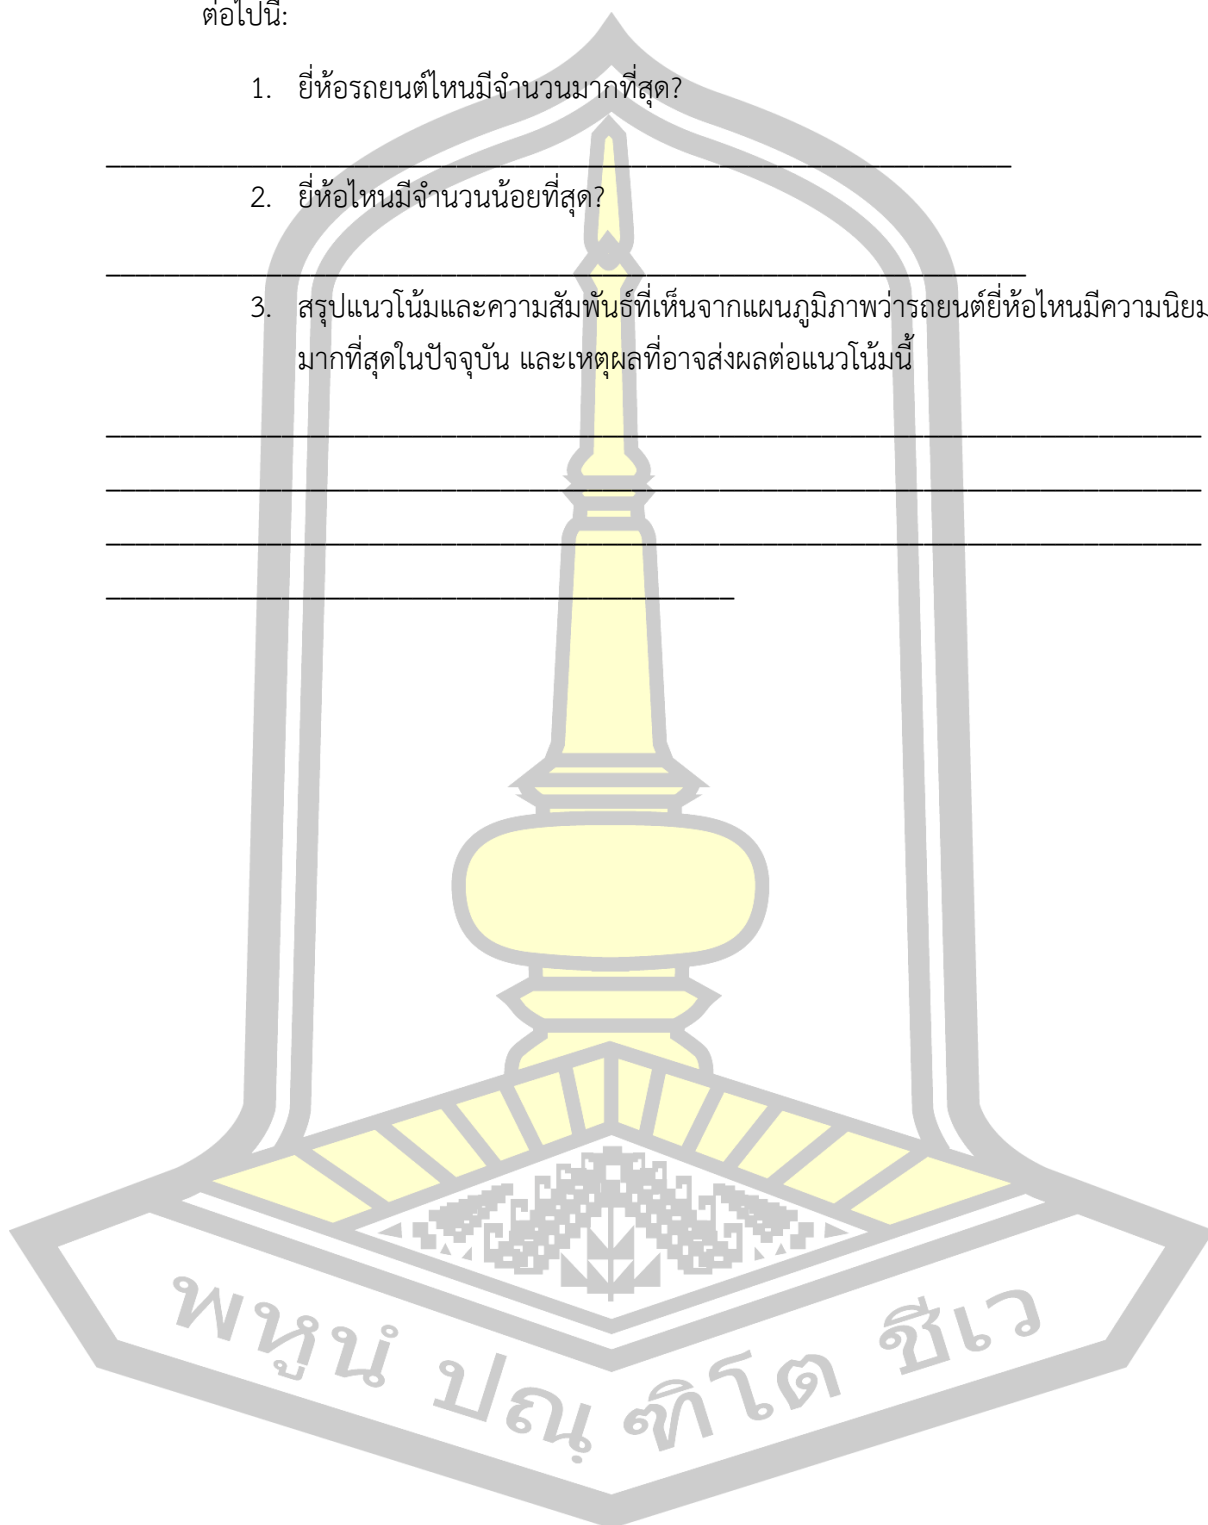 ต่อไปนี้:
1. ยี่ห้อรถยนต์ไหนมีจำนวนมากที่สุด?
2. ยี่ห้อไหนมีจำนวนน้อยที่สุด?
3. สรุปแนวโน้มและความสัมพันธ์ที่เห็นจากแผนภูมิภาพว่ารถยนต์ยี่ห้อไหนมีความนิยม
มากที่สุดในปัจจุบัน และเหตุผลที่อาจส่งผลต่อแนวโน้มนี้
พหูนํ ปณฺฑิโต ชีเว